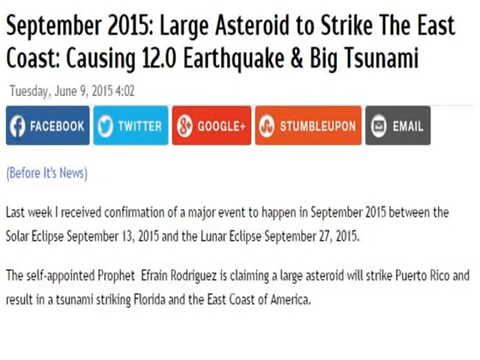 September 2015: Large Asteroid to Strike The East
Coast: Causing 12.0 Earthquake & Big Tsunami
Tuesday, June 9, 2015 4:02
FACEBOOK TWITTER GOOGLE+ STUMBLEUPON EMAIL
(Before It's News)
Last week I received confirmation of a major event to happen in September 2015 between the
Solar Eclipse September 13, 2015 and the Lunar Eclipse September 27, 2015.
The self-appointed Prophet Efrain Rodriguez is claiming a large asteroid will strike Puerto Rico and
result in a tsunami striking Florida and the East Coast of America.